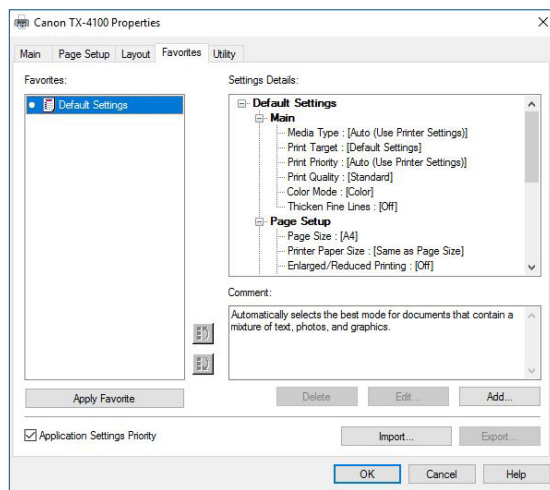 Canon TX-4100 Properties
Main Page Setup Layout Favorites Utility
Favorites:
Default Settings
Apply Favorite
Settings Details:
Default Settings
Main
Media Type : [Auto (Use Printer Settings)]
Print Target : [Default Settings]
Print Priority : [Auto (Use Printer Settings)]
Print Quality : [Standard]
Color Mode : [Color]
Thicken Fine Lines : [Off]
Page Setup
Page Size : [A4]
Printer Paper Size : [Same as Page Size]
Enlarged/Reduced Printing : [Off]
Comment:
Automatically selects the best mode for documents that contain a
mixture of text, photos, and graphics.
Delete Edit... Add...
Application Settings Priority
Import... Export...
OK Cancel Help